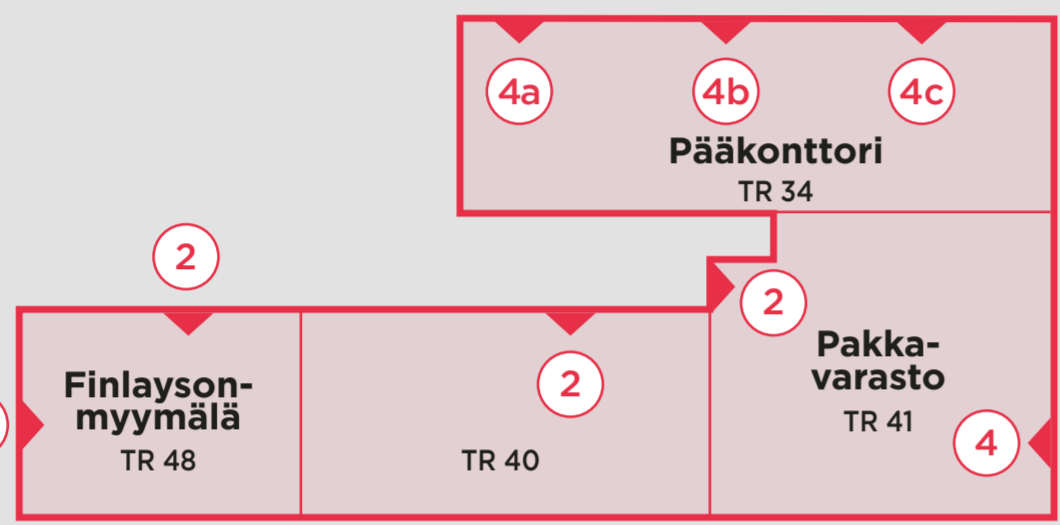 4a
4b
4c
Pääkonttori
TR 34
2
2
Pakka-
varasto
TR 41
4
Finlayson-
myymälä
TR 48
2
TR 40